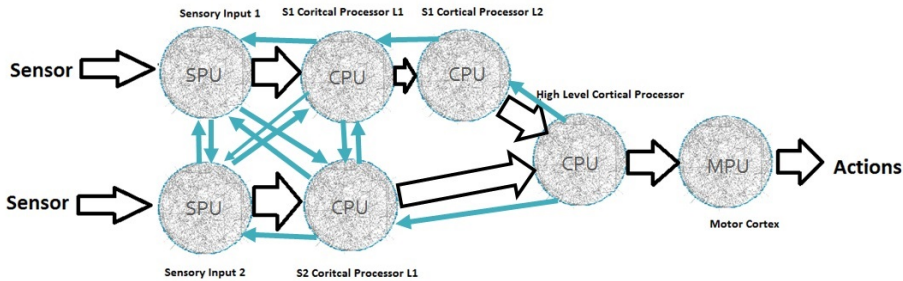 Sensory Input 1
S1 Coritcal Processor L1
S1 Cortical Processor L2
Sensor
SPU
CPU
CPU
High Level Cortical Processor
CPU
MPU
Actions
Sensor
SPU
CPU
Motor Cortex
Sensory Input 2
S2 Coritcal Processor L1